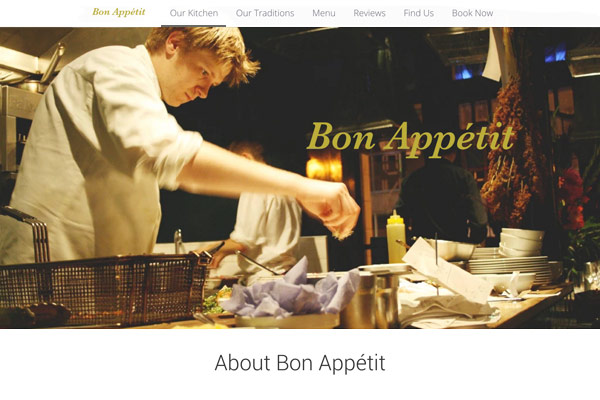 Bon Appétit Our Kitchen Our Traditions Menu Reviews Find Us Book Now
Bon Appétit
About Bon Appétit